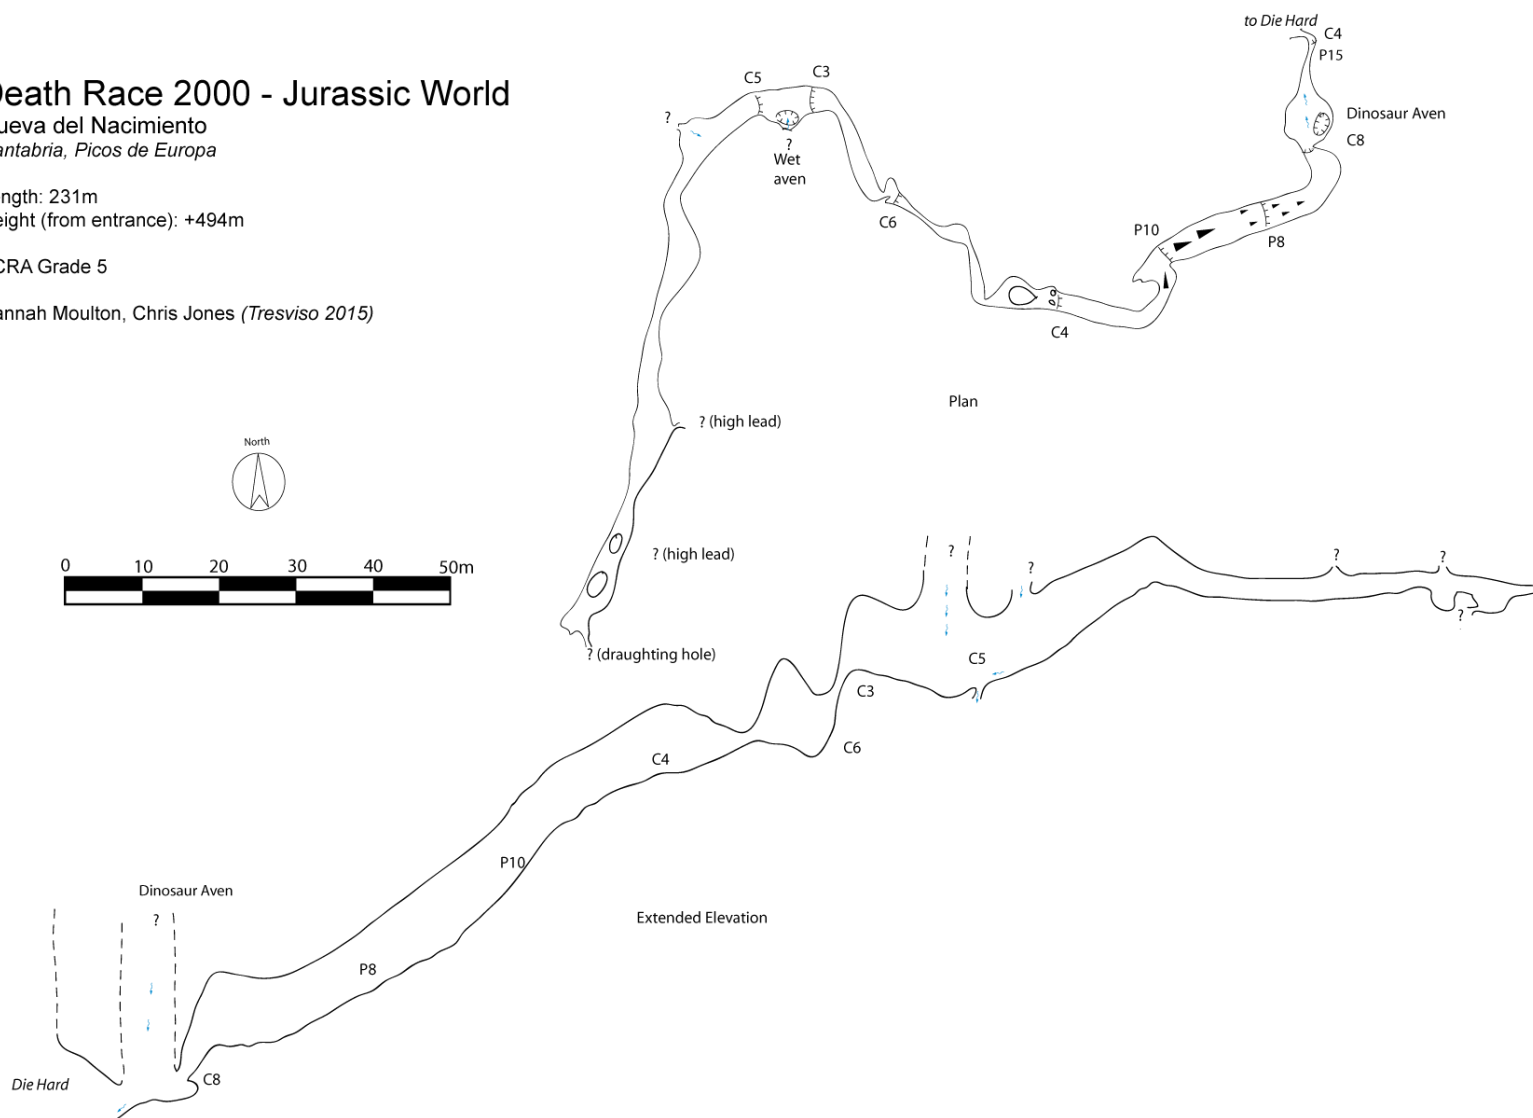 Death Race 2000 - Jurassic World
ueva del Nacimiento
antabria, Picos de Europa
ngth: 231m
eight (from entrance): +494m
CRA Grade 5
annah Moulton, Chris Jones (Tresviso 2015)
North
0 10 20 30 40 50m
to Die Hard
C4
P15
Dinosaur Aven
C8
C5
C3
?
?
Wet
aven
C6
P10
P8
C4
Plan
? (high lead)
? (high lead)
? (draughting hole)
?
?
?
?
?
C5
C3
C6
C4
P10
P8
Extended Elevation
Dinosaur Aven
?
Die Hard
C8